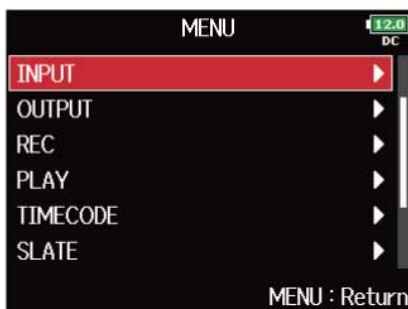 MENU
12.0
DC
INPUT
OUTPUT
REC
PLAY
TIMECODE
SLATE
MENU : Return